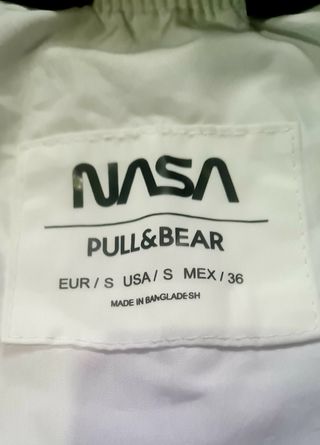 NASA
PULL&BEAR
EUR / S USA / S MEX / 36
MADE IN BANGLADESH